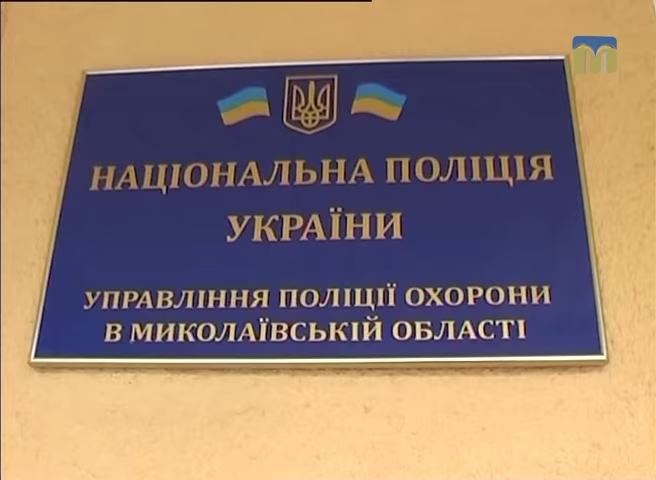 НАЦІОНАЛЬНА ПОЛІЦІЯ
УКРАЇНИ
УПРАВЛІННЯ ПОЛІЦІЇ ОХОРОНИ
В МИКОЛАЇВСЬКІЙ ОБЛАСТІ